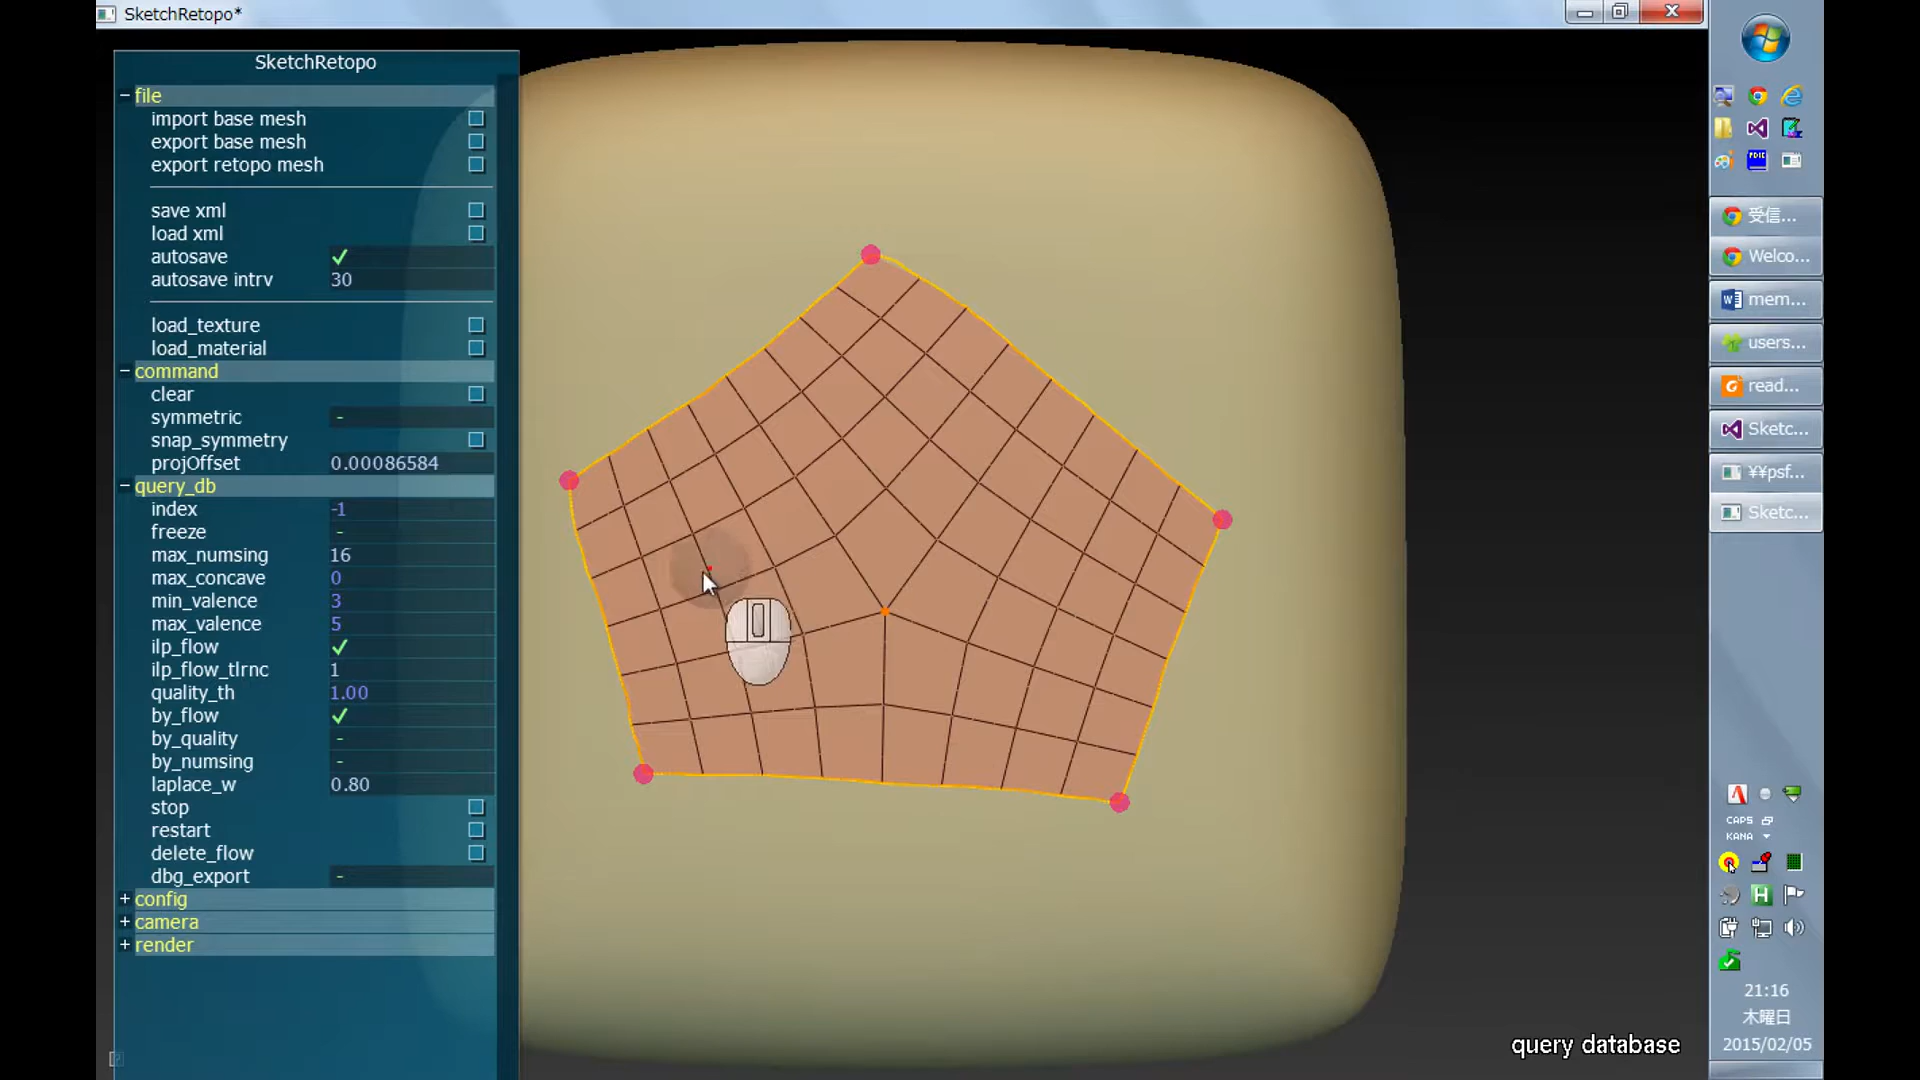 SketchRetopo*
SketchRetopo
− file
import base mesh
export base mesh
export retopo mesh
save xml
load xml
autosave ✓
autosave intrv 30
load_texture
load_material
− command
clear
symmetric -
snap_symmetry
projOffset 0.00086584
− query_db
index -1
freeze -
max_numsing 16
max_concave 0
min_valence 3
max_valence 5
ilp_flow ✓
ilp_flow_tlrnc 1
quality_th 1.00
by_flow ✓
by_quality -
by_numsing -
laplace_w 0.80
stop
restart
delete_flow
dbg_export -
+ config
+ camera
+ render
query database
PDIC
受信...
Welco...
mem...
users...
read...
Sketc...
¥¥psf...
Sketc...
CAPS
KANA
21:16
木曜日
2015/02/05